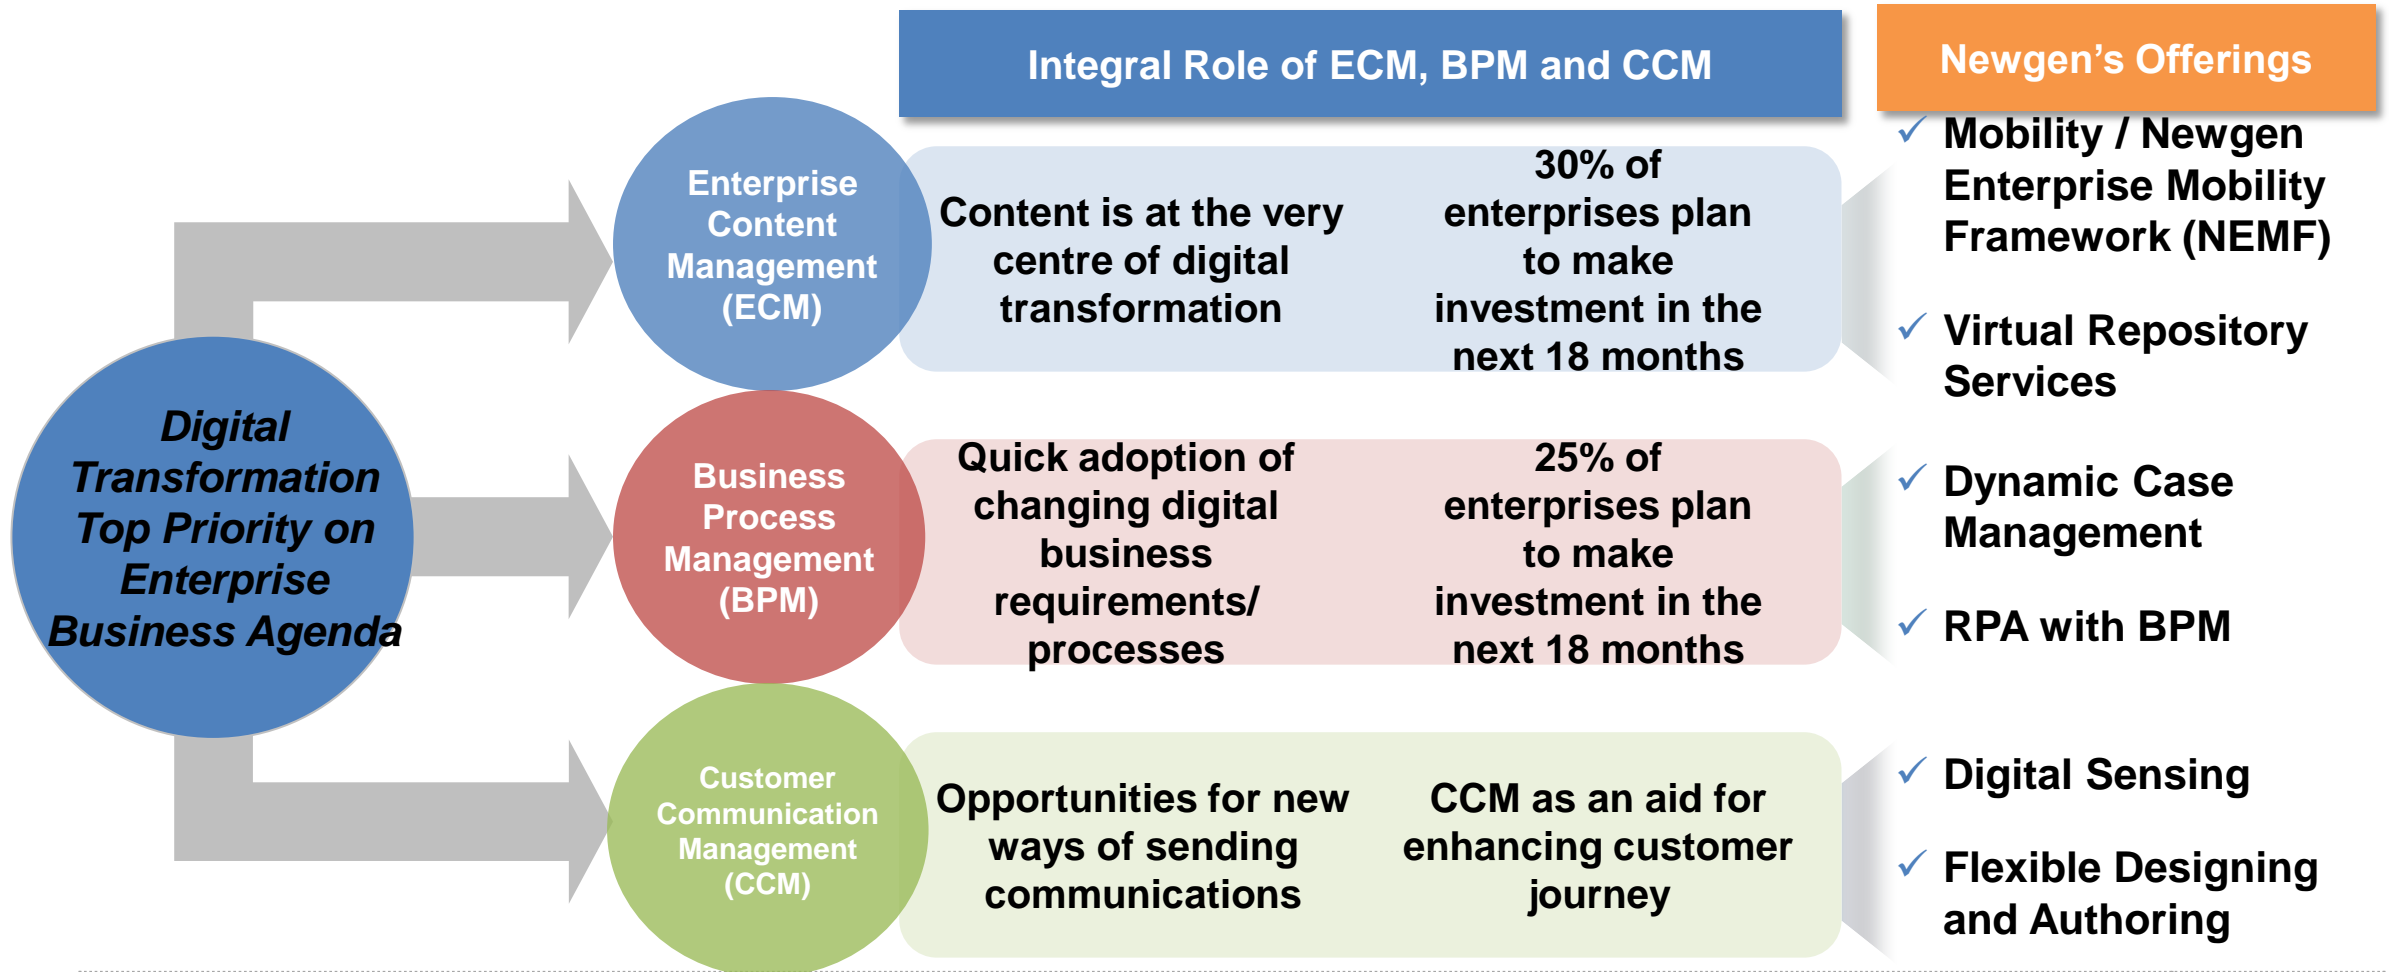 Integral Role of ECM, BPM and CCM
Newgen's Offerings
Digital
Transformation
Top Priority on
Enterprise
Business Agenda
Enterprise
Content
Management
(ECM)
Content is at the very
centre of digital
transformation
30% of
enterprises plan
to make
investment in the
next 18 months
✓ Mobility / Newgen
Enterprise Mobility
Framework (NEMF)
✓ Virtual Repository
Services
Business
Process
Management
(BPM)
Quick adoption of
changing digital
business
requirements/
processes
25% of
enterprises plan
to make
investment in the
next 18 months
✓ Dynamic Case
Management
✓ RPA with BPM
Customer
Communication
Management
(CCM)
Opportunities for new
ways of sending
communications
CCM as an aid for
enhancing customer
journey
✓ Digital Sensing
✓ Flexible Designing
and Authoring